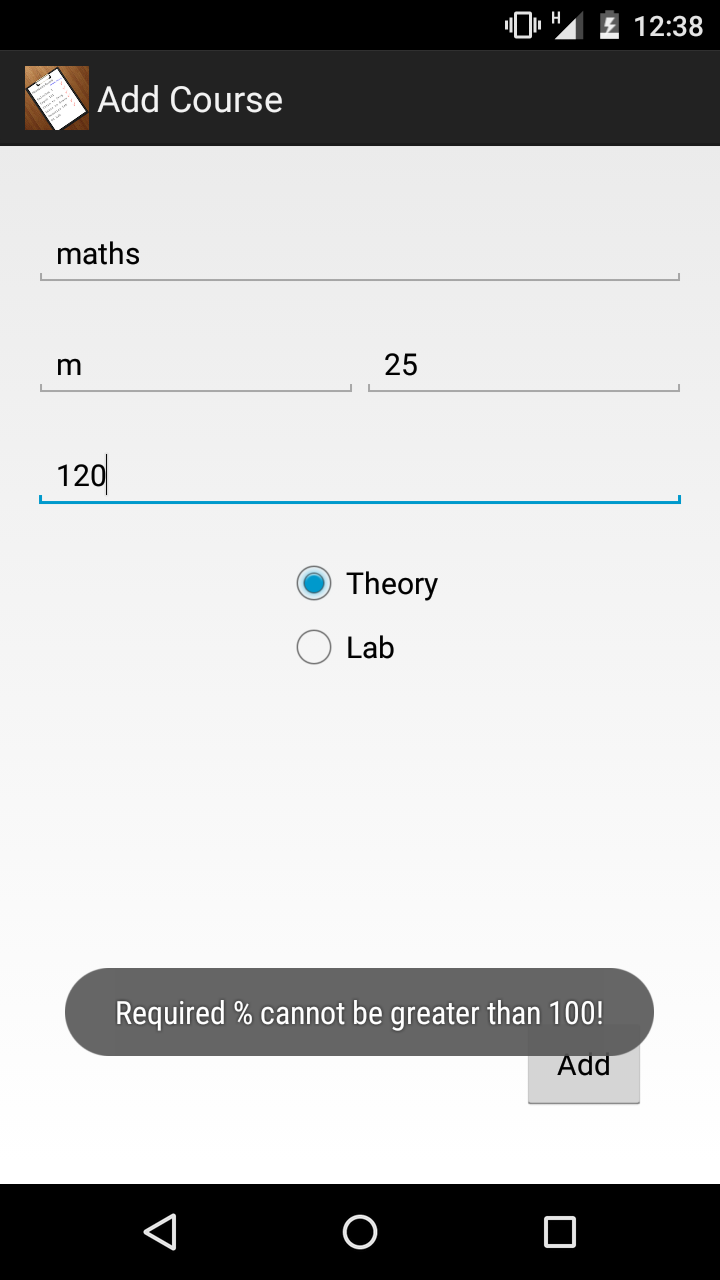 H 12:38
Add Course
maths
m 25
120
Theory
Lab
Required % cannot be greater than 100!
Add